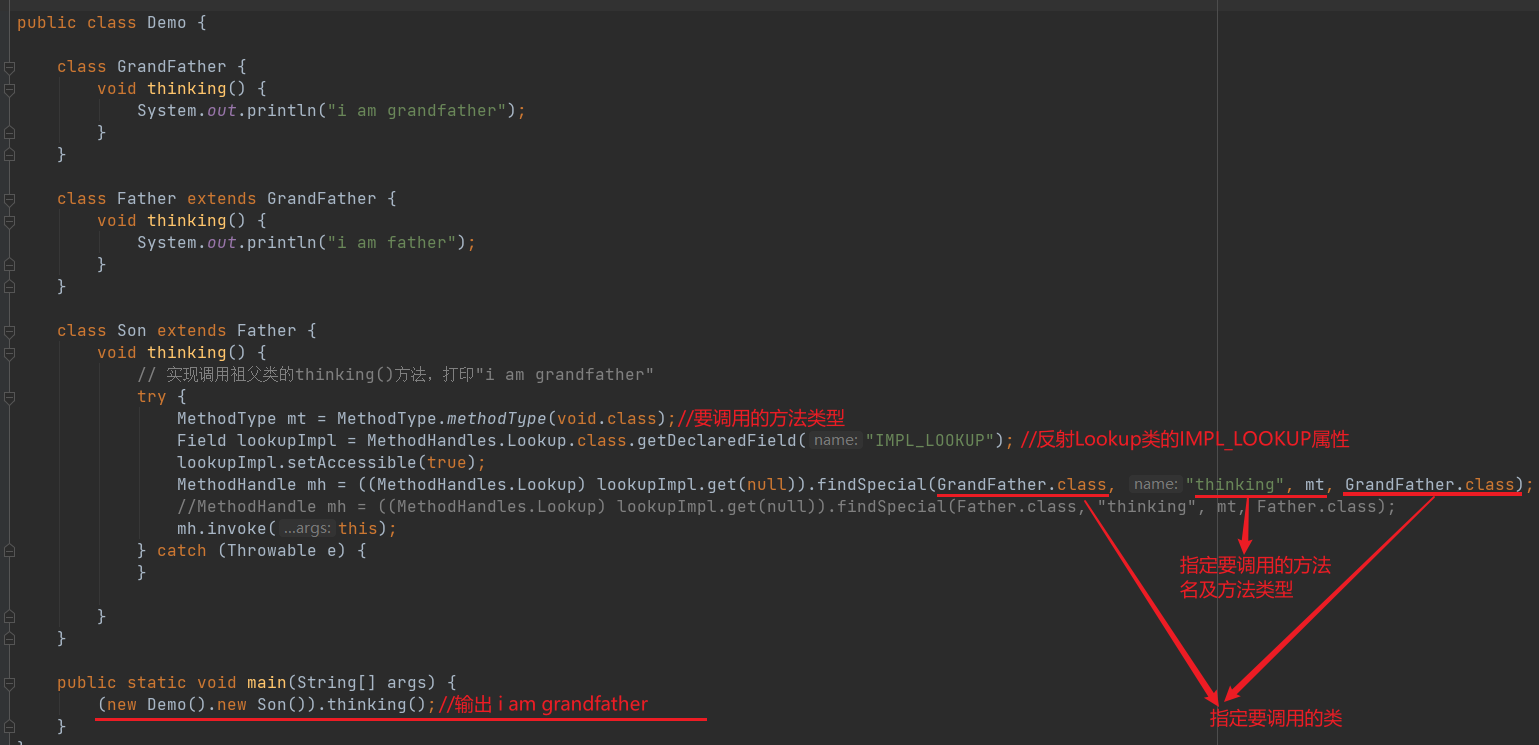 public class Demo {
class GrandFather {
void thinking() {
System.out.println("i am grandfather");
}
}
class Father extends GrandFather {
void thinking() {
System.out.println("i am father");
}
}
class Son extends Father {
void thinking() {
// 实现调用祖父类的thinking()方法，打印"i am grandfather"
try {
MethodType mt = MethodType.methodType(void.class);//要调用的方法类型
Field lookupImpl = MethodHandles.Lookup.class.getDeclaredField( name: "IMPL_LOOKUP"); //反射Lookup类的IMPL_LOOKUP属性
lookupImpl.setAccessible(true);
MethodHandle mh = ((MethodHandles.Lookup) lookupImpl.get(null)).findSpecial(GrandFather.class, name: "thinking", mt, GrandFather.class);
//MethodHandle mh = ((MethodHandles.Lookup) lookupImpl.get(null)).findSpecial(Father.class, "thinking", mt, Father.class);
mh.invoke( ...args: this);
} catch (Throwable e) {
}
指定要调用的方法
名及方法类型
}
}
public static void main(String[] args) {
(new Demo().new Son()).thinking();//输出 i am grandfather
指定要调用的类
}
}